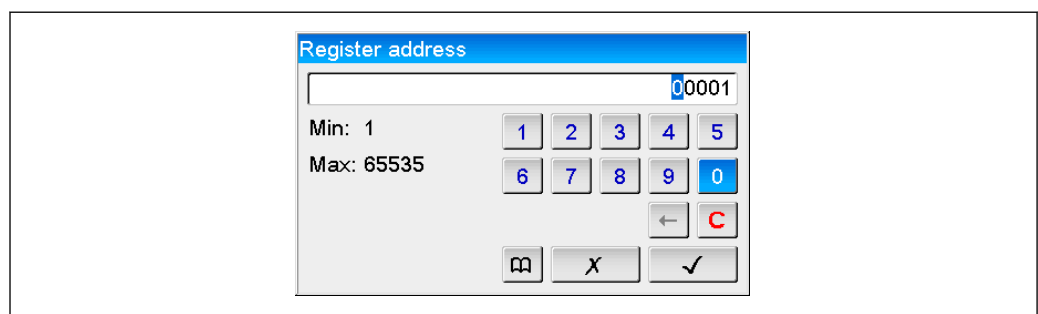 Register address
00001
Min: 1
Max: 65535
1 2 3 4 5
6 7 8 9 0
← C
X ✓